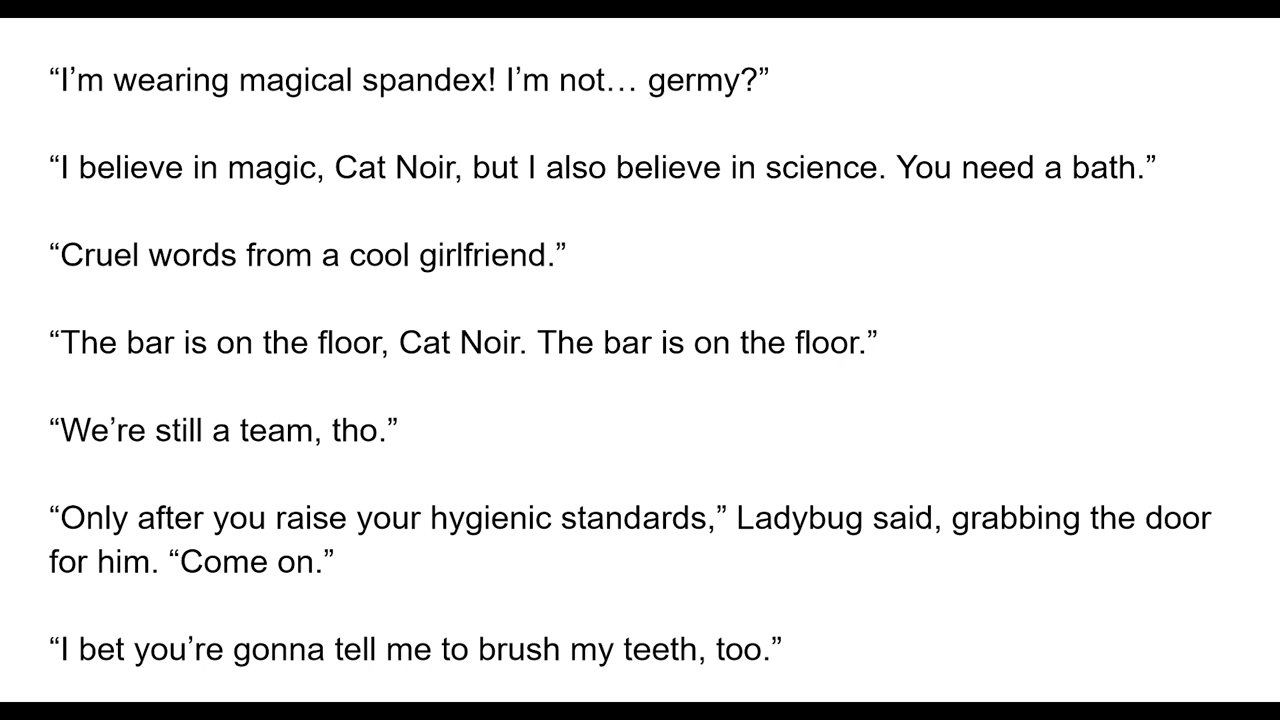 “I’m wearing magical spandex! I’m not… germy?”
“I believe in magic, Cat Noir, but I also believe in science. You need a bath.”
“Cruel words from a cool girlfriend.”
“The bar is on the floor, Cat Noir. The bar is on the floor.”
“We’re still a team, tho.”
“Only after you raise your hygienic standards,” Ladybug said, grabbing the door
for him. “Come on.”
“I bet you’re gonna tell me to brush my teeth, too.”